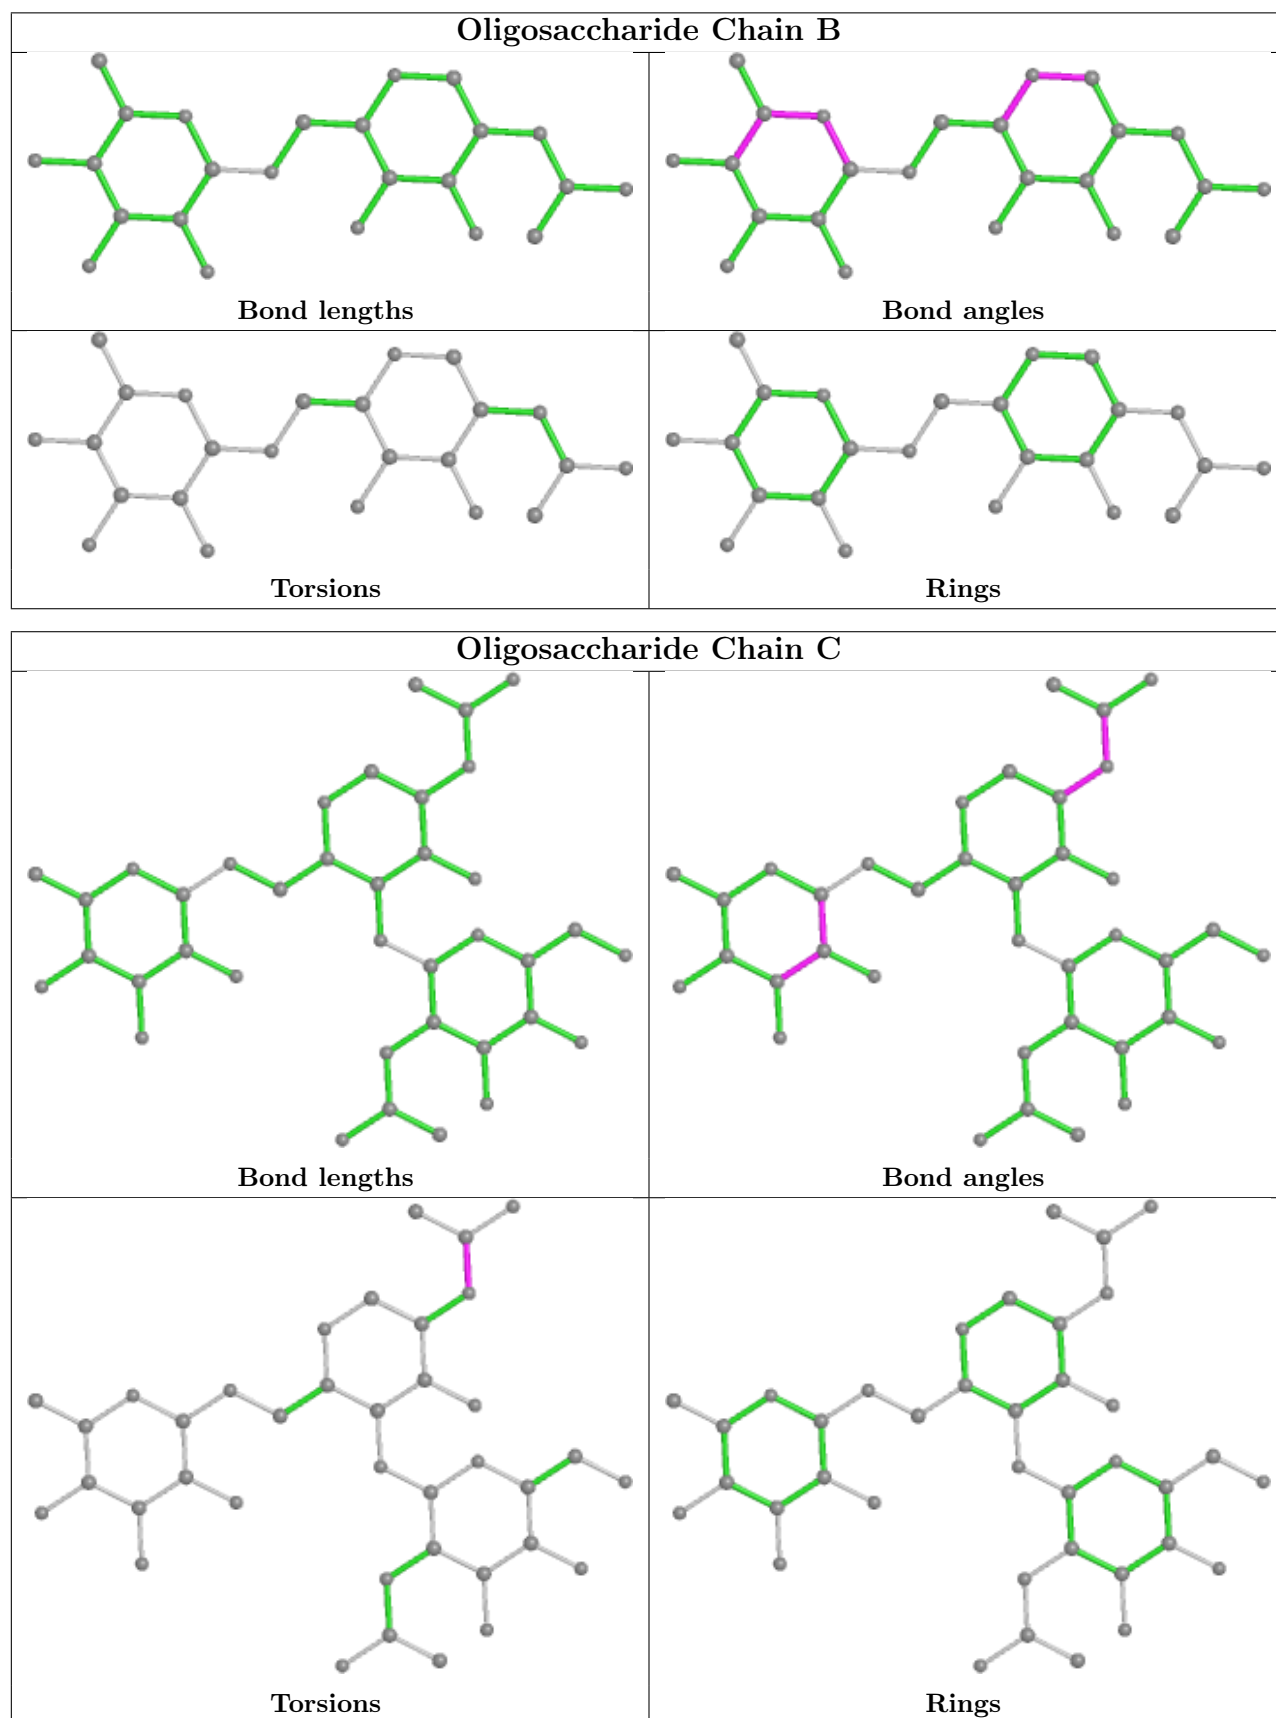 Oligosaccharide Chain B
Bond lengths
Bond angles
Torsions
Rings
Oligosaccharide Chain C
Bond lengths
Bond angles
Torsions
Rings